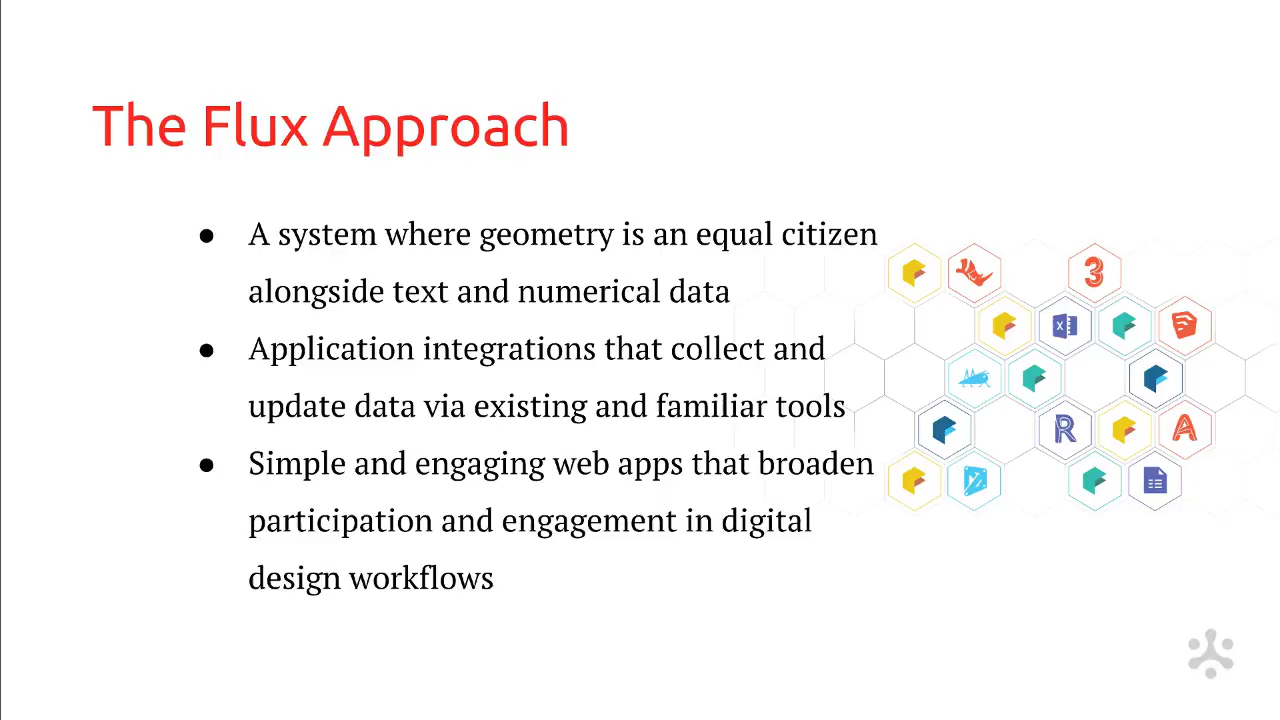 The Flux Approach
● A system where geometry is an equal citizen
alongside text and numerical data
● Application integrations that collect and
update data via existing and familiar tools
● Simple and engaging web apps that broaden
participation and engagement in digital
design workflows
3
X
R
A